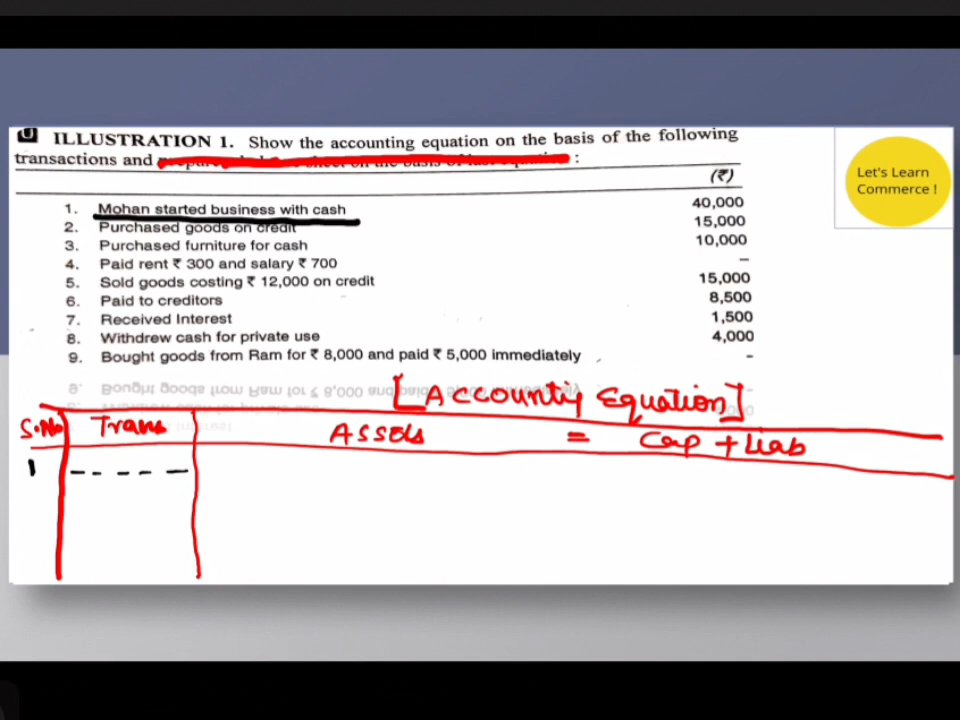 U ILLUSTRATION 1. Show the accounting equation on the basis of the following
transactions and :
(₹)
1. Mohan started business with cash 40,000
2. Purchased goods on credit 15,000
3. Purchased furniture for cash 10,000
4. Paid rent ₹ 300 and salary ₹ 700 –
5. Sold goods costing ₹ 12,000 on credit 15,000
6. Paid to creditors 8,500
7. Received Interest 1,500
8. Withdrew cash for private use 4,000
9. Bought goods from Ram for ₹ 8,000 and paid ₹ 5,000 immediately –
Let's Learn
Commerce !
[Accounting Equation]
S.No Trans Assets = Cap + Liab
1 - - - - -